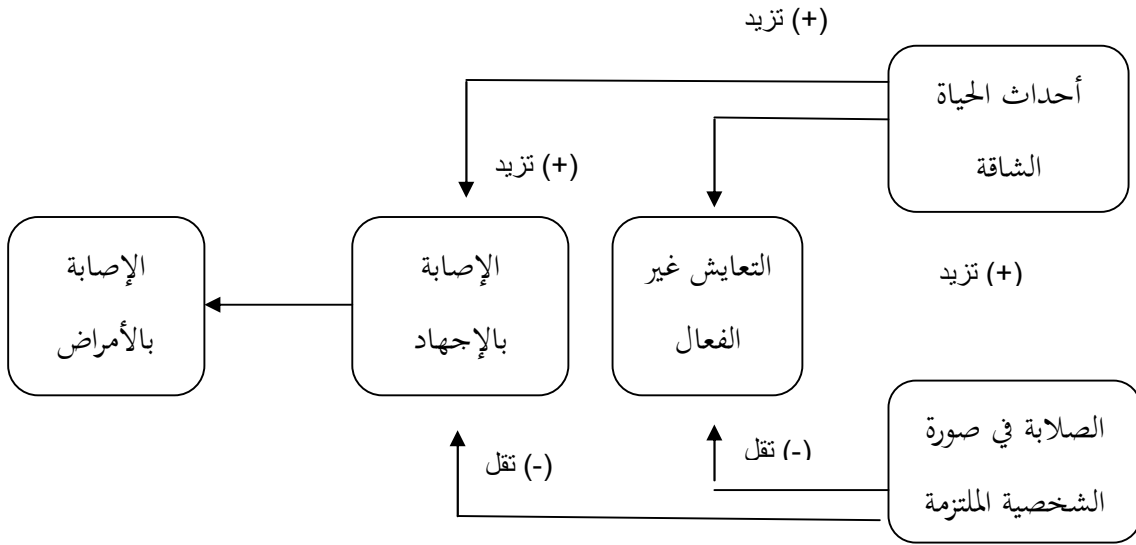 (+) تزيد
أحداث الحياة
الشاقة
(+) تزيد
التعايش غير
الفعال
الإصابة
بالإجهاد
الإصابة
بالأمراض
(+) تزيد
الصلابة في صورة
الشخصية الملتزمة
(-) تقل
(-) تقل